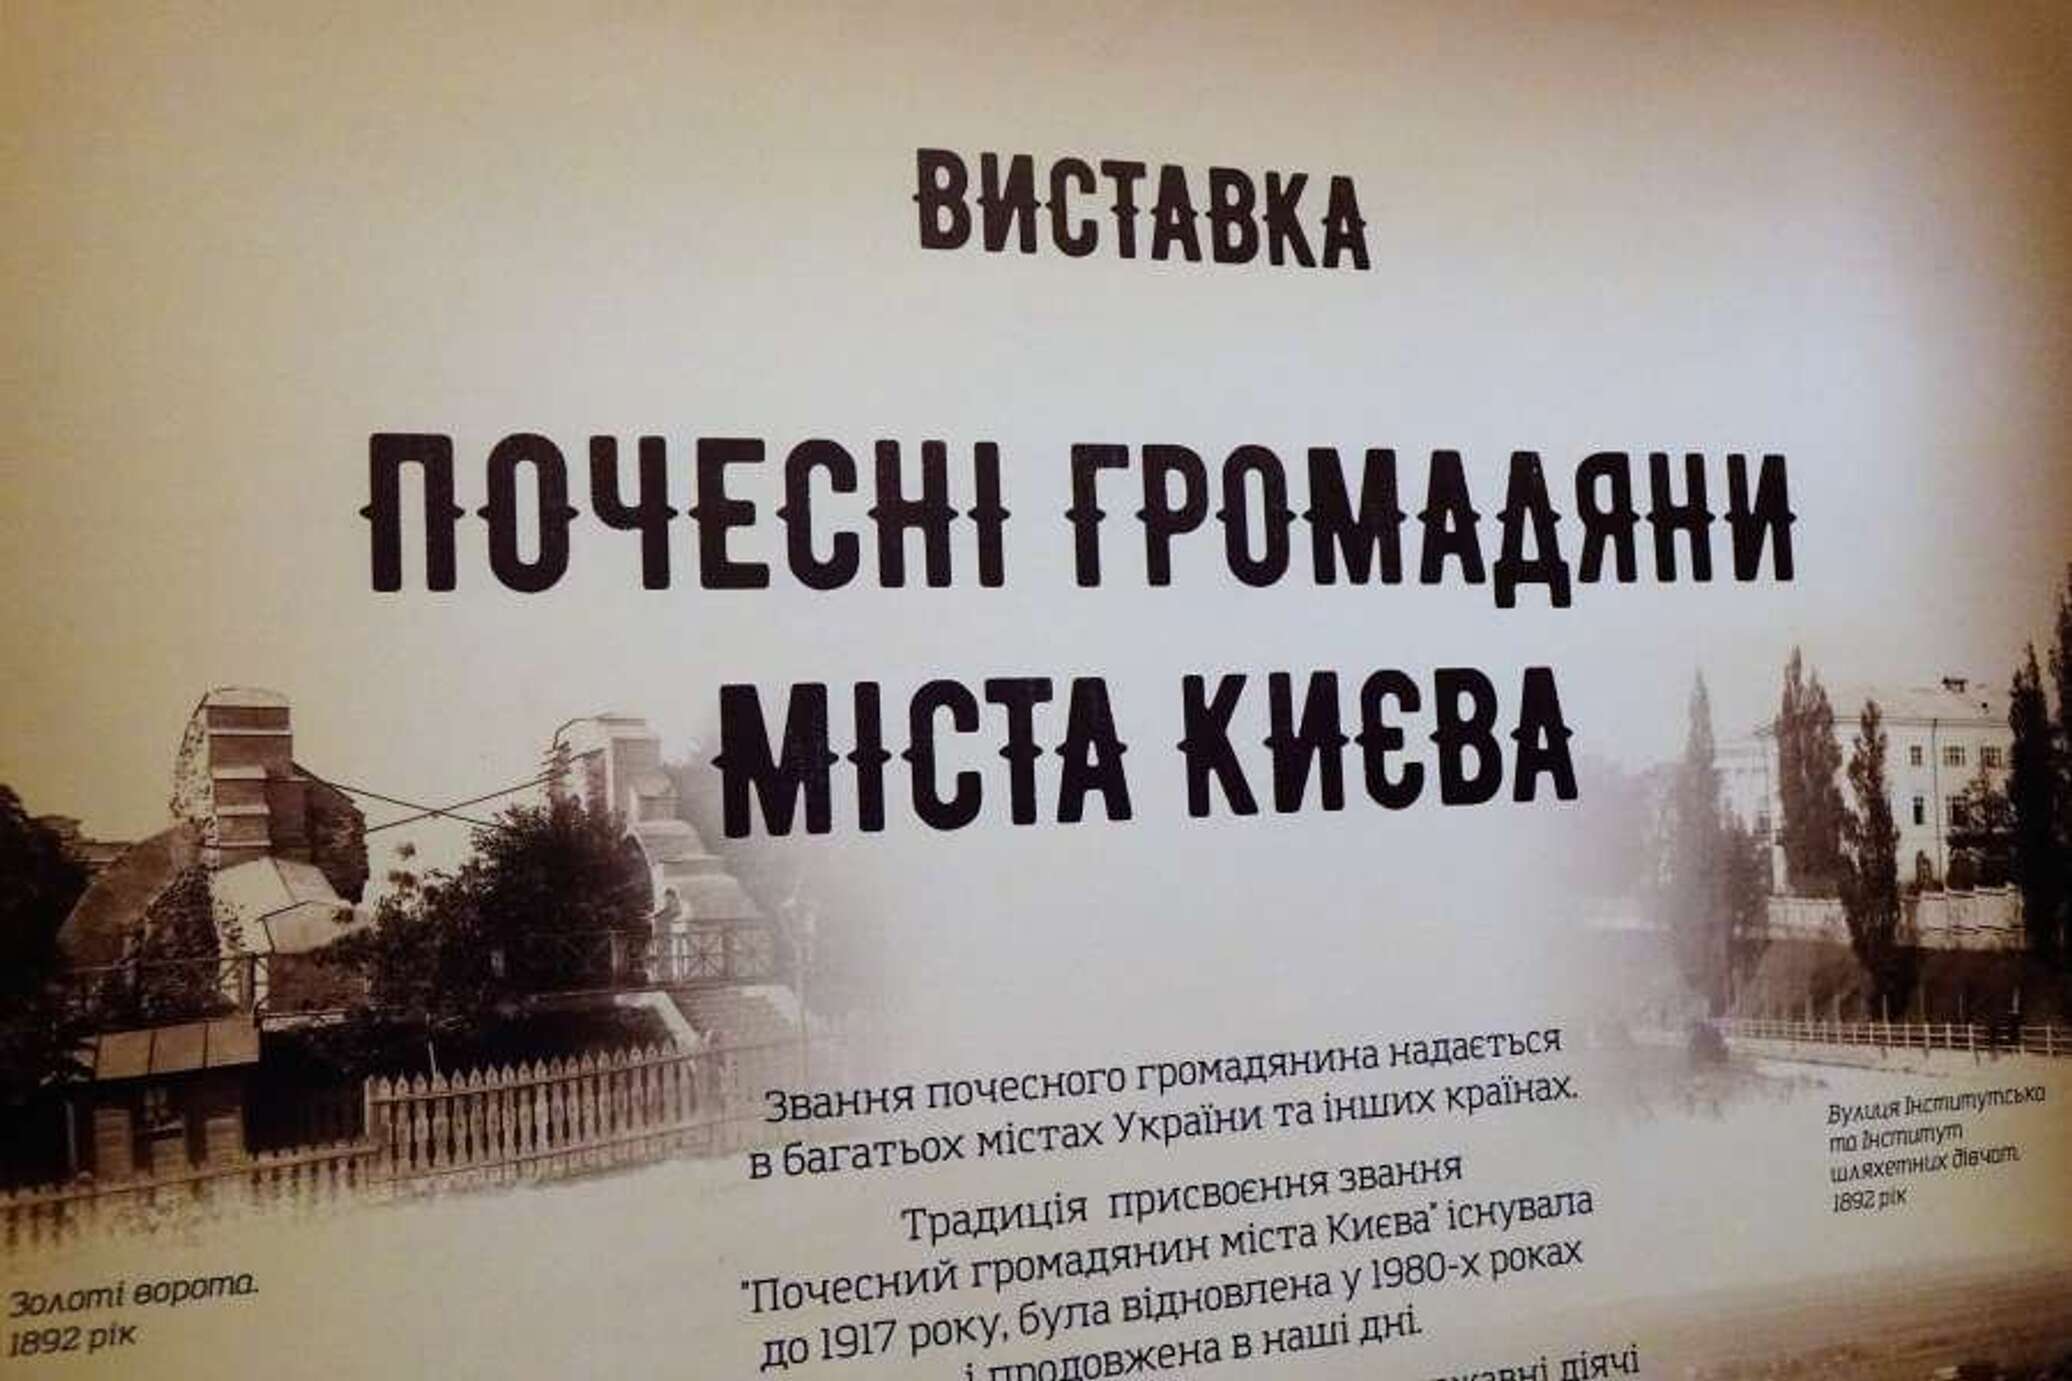 ВИСТАВКА
ПОЧЕСНІ ГРОМАДЯНИ
МІСТА КИЄВА
Звання почесного громадянина надається
в багатьох містах України та інших країнах.
Традиція присвоєння звання
"Почесний громадянин міста Києва" існувала
до 1917 року, була відновлена у 1980-х роках
і продовжена в наші дні.
діячі
Золоті ворота.
1892 рік
Вулиця Інститутська
та Інститут
шляхетних дівчат.
1892 рік